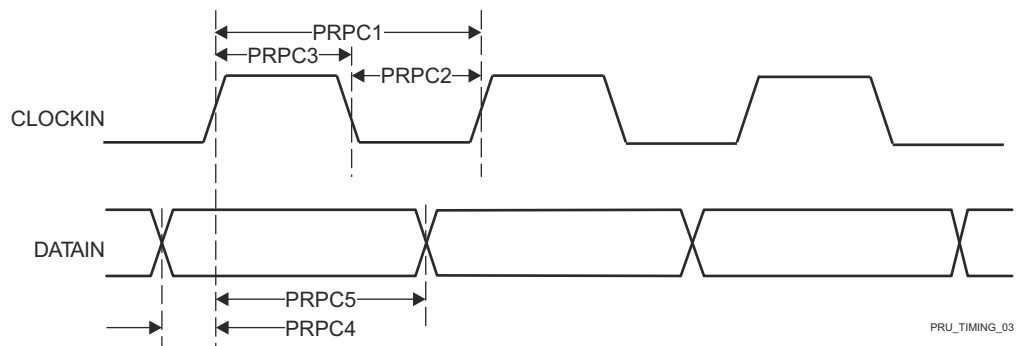 PRPC1
PRPC3
PRPC2
CLOCKIN
DATAIN
PRPC5
PRPC4
PRU_TIMING_03